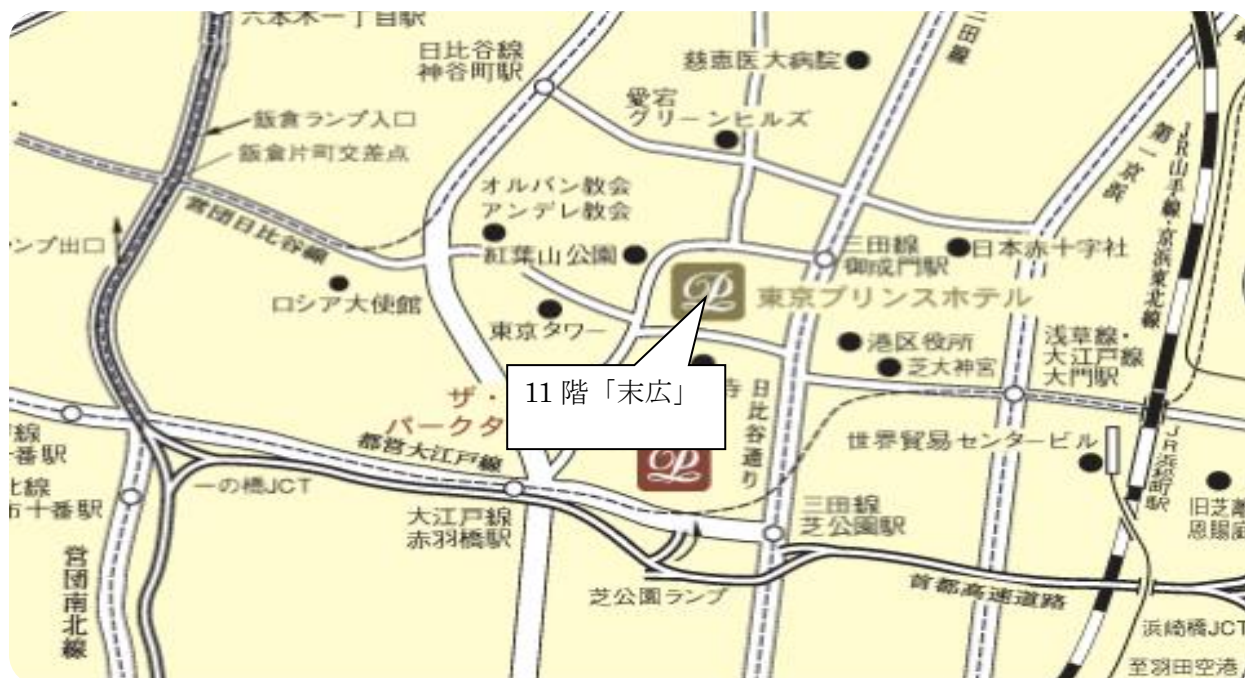 六本木一丁目駅
日比谷線
神谷町駅
慈恵医大病院
三田線
愛宕
グリーンヒルズ
飯倉ランプ入口
飯倉片町交差点
第一京浜
JR山手線・京浜東北線
オルバン教会
アンデレ教会
営団日比谷線
ンプ出口
紅葉山公園
三田線
御成門駅
日本赤十字社
ロシア大使館
東京プリンスホテル
東京タワー
港区役所
芝大神宮
浅草線・
大江戸線
大門駅
11 階「末広」
寺
日比谷通り
ザ・
パークタ
都営大江戸線
世界貿易センタービル
JR浜松町駅
線
番駅
一の橋JCT
十番駅
大江戸線
赤羽橋駅
三田線
芝公園駅
旧芝離
恩賜庭
営団南北線
芝公園ランプ
首都高速道路
浜崎橋JCT
至羽田空港